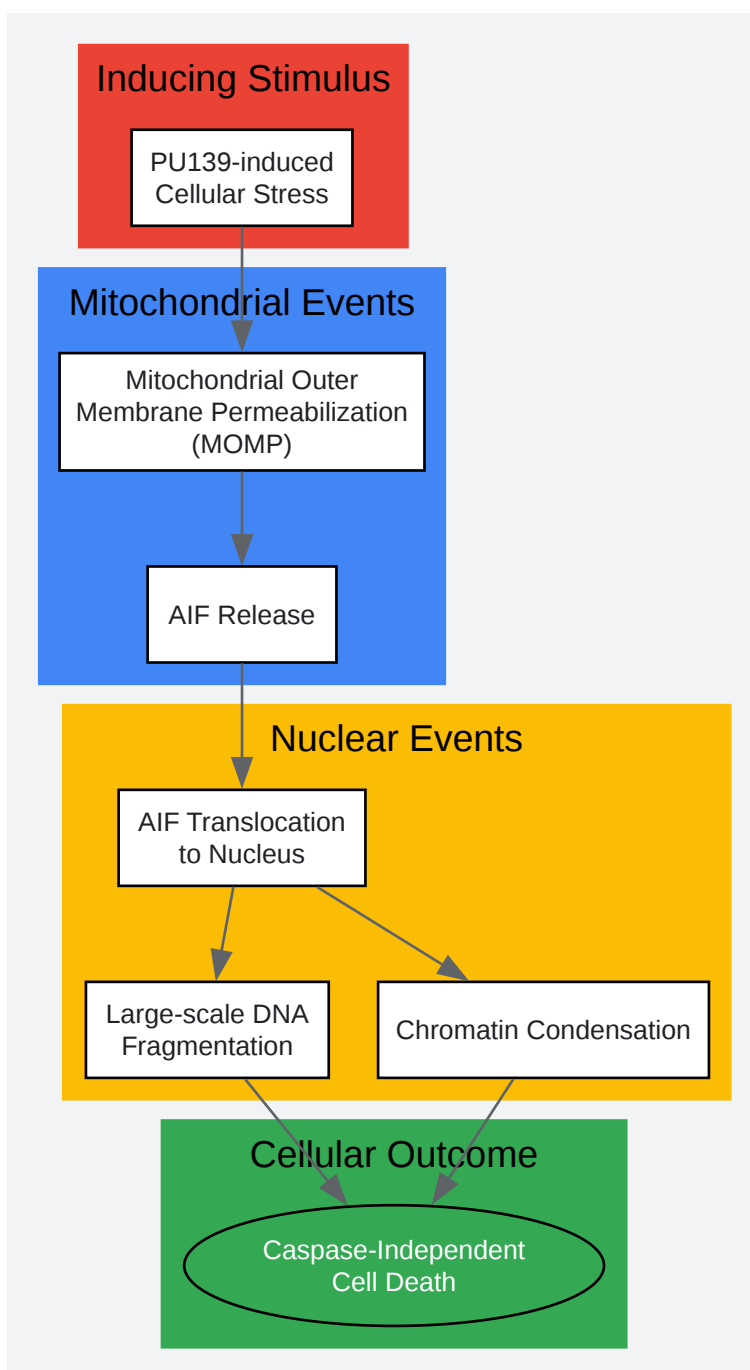 Inducing Stimulus
PU139-induced
Cellular Stress
Mitochondrial Events
Mitochondrial Outer
Membrane Permeabilization
(MOMP)
AIF Release
Nuclear Events
AIF Translocation
to Nucleus
Large-scale DNA
Fragmentation
Chromatin Condensation
Cellular Outcome
Caspase-Independent
Cell Death